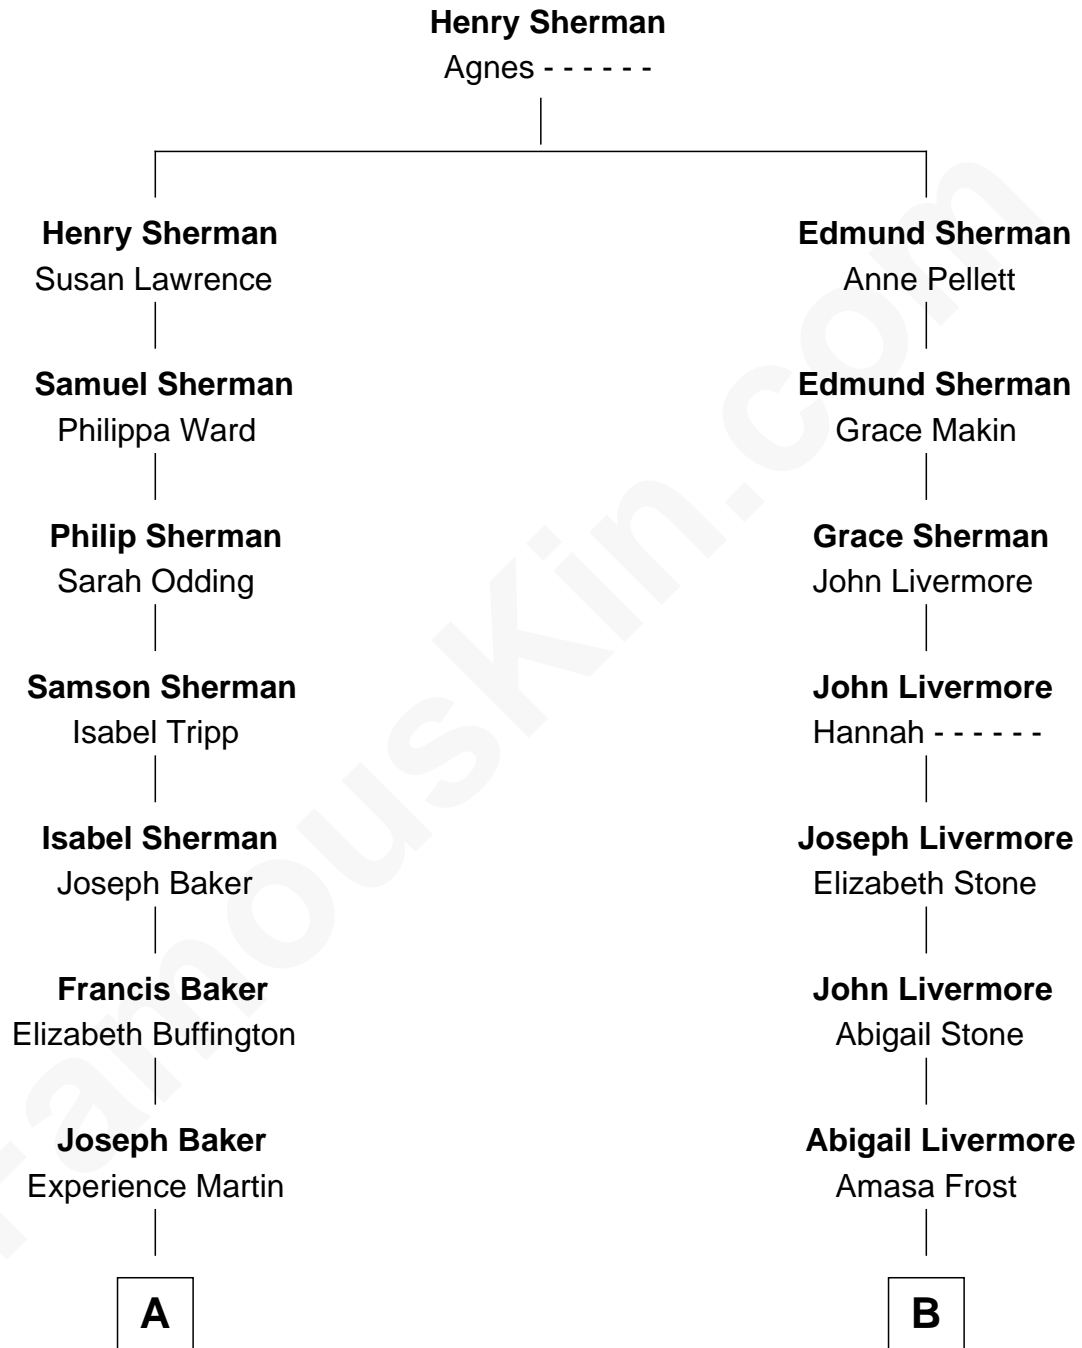 Henry Sherman
Agnes - - - - - -
Henry Sherman
Susan Lawrence
Edmund Sherman
Anne Pellett
Samuel Sherman
Philippa Ward
Edmund Sherman
Grace Makin
Philip Sherman
Sarah Odding
Grace Sherman
John Livermore
Samson Sherman
Isabel Tripp
John Livermore
Hannah - - - - - -
Isabel Sherman
Joseph Baker
Joseph Livermore
Elizabeth Stone
Francis Baker
Elizabeth Buffington
John Livermore
Abigail Stone
Joseph Baker
Experience Martin
Abigail Livermore
Amasa Frost
A
B
FamousKin.com